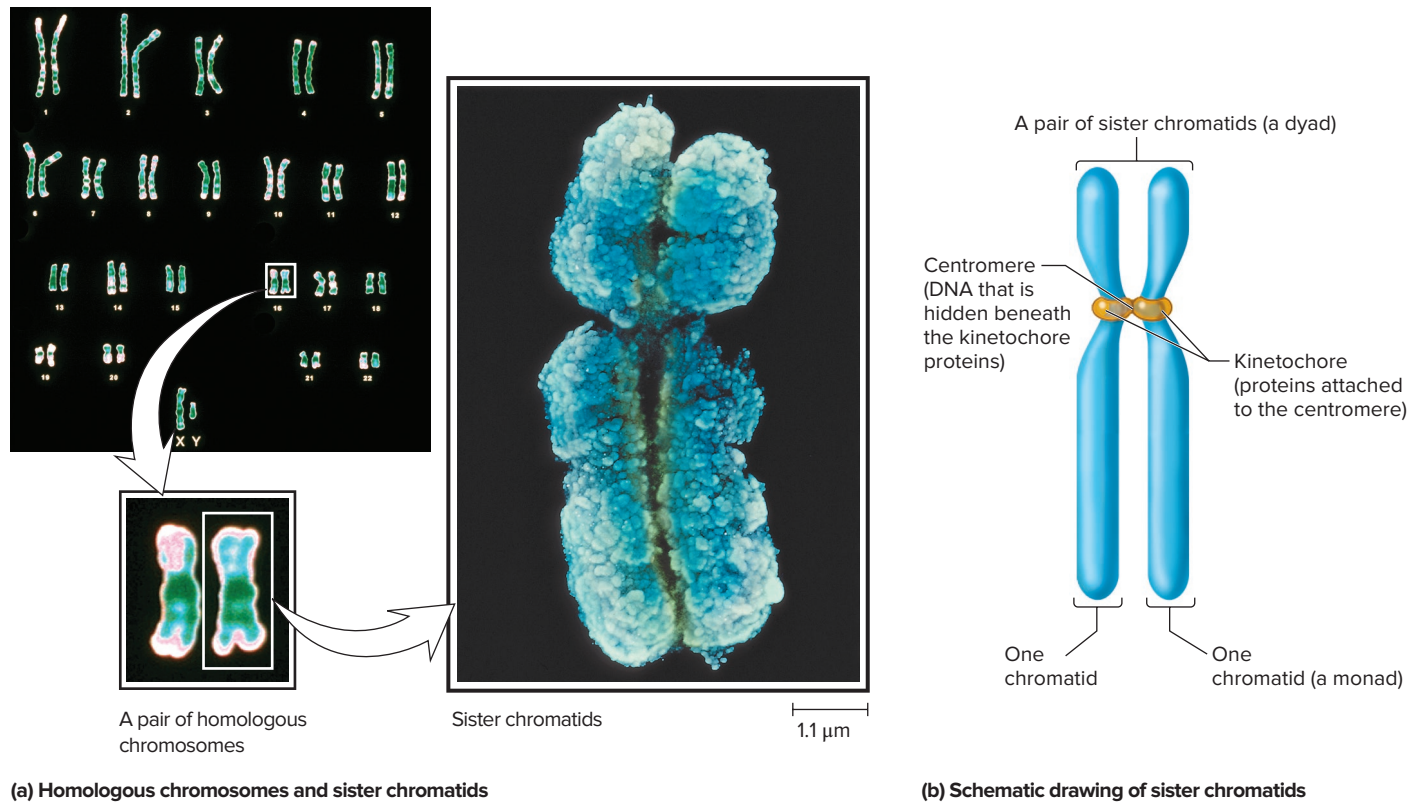 1
2
3
4
5
6
7
8
9
10
11
12
13
14
15
16
17
18
19
20
21
22
X Y
A pair of homologous
chromosomes
Sister chromatids
1.1 μm
(a) Homologous chromosomes and sister chromatids
A pair of sister chromatids (a dyad)
Centromere
(DNA that is
hidden beneath
the kinetochore
proteins)
Kinetochore
(proteins attached
to the centromere)
One
chromatid
One
chromatid (a monad)
(b) Schematic drawing of sister chromatids